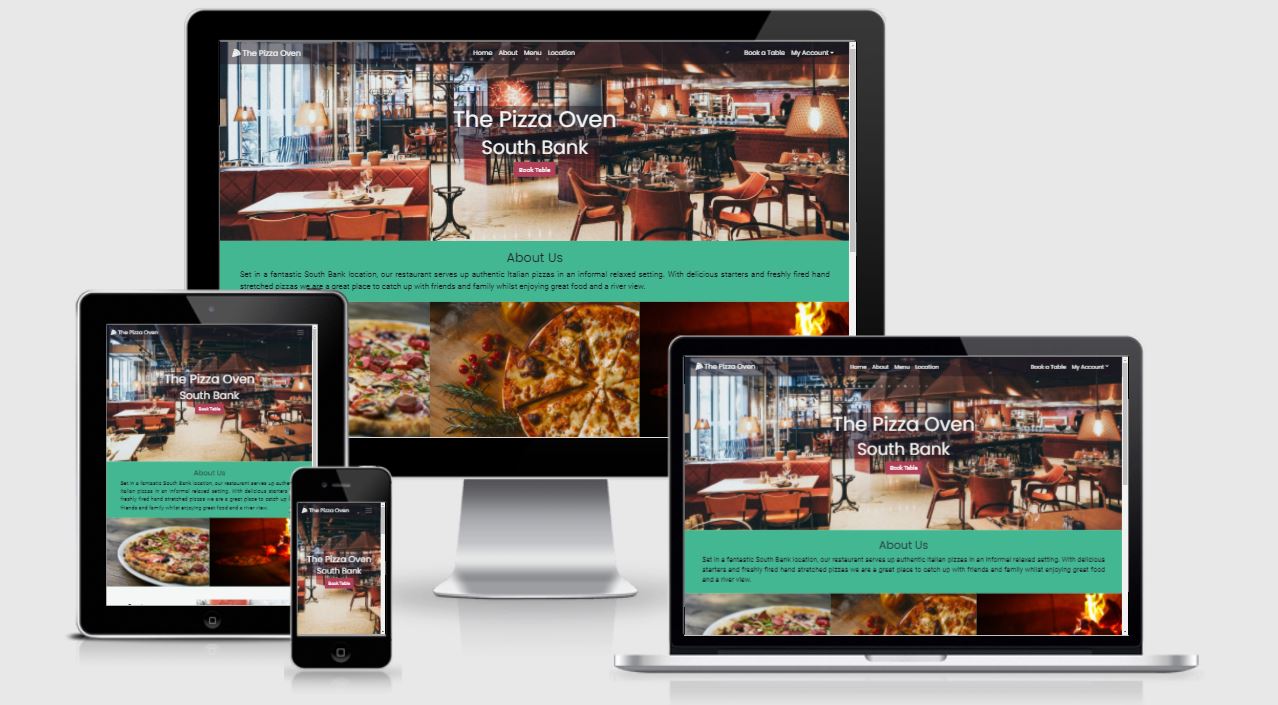 The Pizza Oven
Home About Menu Location
Book a Table My Account
The Pizza Oven
South Bank
Book Table
About Us
Set in a fantastic South Bank location, our restaurant serves up authentic Italian pizzas in an informal relaxed setting. With delicious starters and freshly fired hand
stretched pizzas we are a great place to catch up with friends and family whilst enjoying great food and a river view.
The Pizza Oven
The Pizza Oven
South Bank
Book Table
About Us
Set in a fantastic South Bank location, our restaurant serves up
Italian pizzas in an informal relaxed setting. With delicious starters
freshly fired hand stretched pizzas we are a great place to catch up
friends and family whilst enjoying great food and a river view.
The Pizza Oven
The Pizza Oven
South Bank
Book Table
The Pizza Oven
Home About Menu Location
Book a Table My Account
The Pizza Oven
South Bank
Book Table
About Us
Set in a fantastic South Bank location, our restaurant serves up authentic Italian pizzas in an informal relaxed setting. With delicious
starters and freshly fired hand stretched pizzas we are a great place to catch up with friends and family whilst enjoying great food
and a river view.